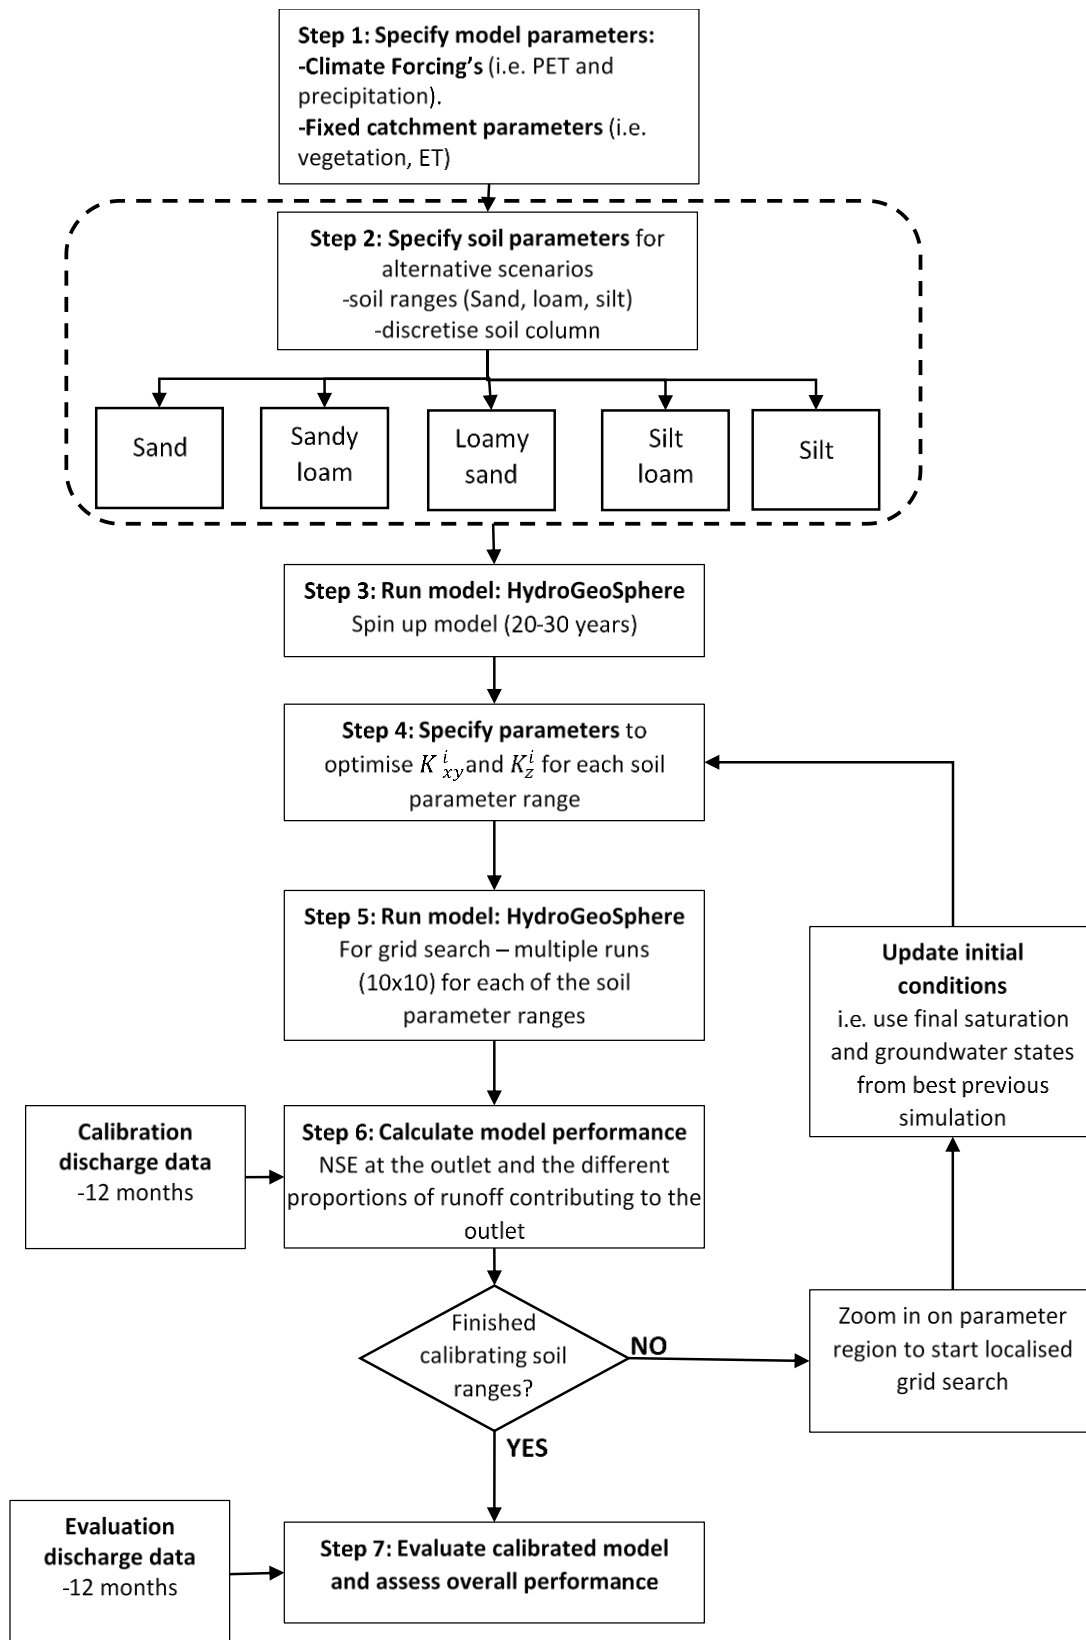 Step 1: Specify model parameters:
-Climate Forcing's (i.e. PET and
precipitation).
-Fixed catchment parameters (i.e.
vegetation, ET)
Step 2: Specify soil parameters for
alternative scenarios
-soil ranges (Sand, loam, silt)
-discretise soil column
Sand
Sandy
loam
Loamy
sand
Silt
loam
Silt
Step 3: Run model: HydroGeoSphere
Spin up model (20-30 years)
Step 4: Specify parameters to
optimise K^i_xy and K^i_z for each soil
parameter range
Step 5: Run model: HydroGeoSphere
For grid search – multiple runs
(10x10) for each of the soil
parameter ranges
Update initial
conditions
i.e. use final saturation
and groundwater states
from best previous
simulation
Calibration
discharge data
-12 months
Step 6: Calculate model performance
NSE at the outlet and the different
proportions of runoff contributing to the
outlet
Finished
calibrating soil
ranges?
NO
Zoom in on parameter
region to start localised
grid search
YES
Evaluation
discharge data
-12 months
Step 7: Evaluate calibrated model
and assess overall performance